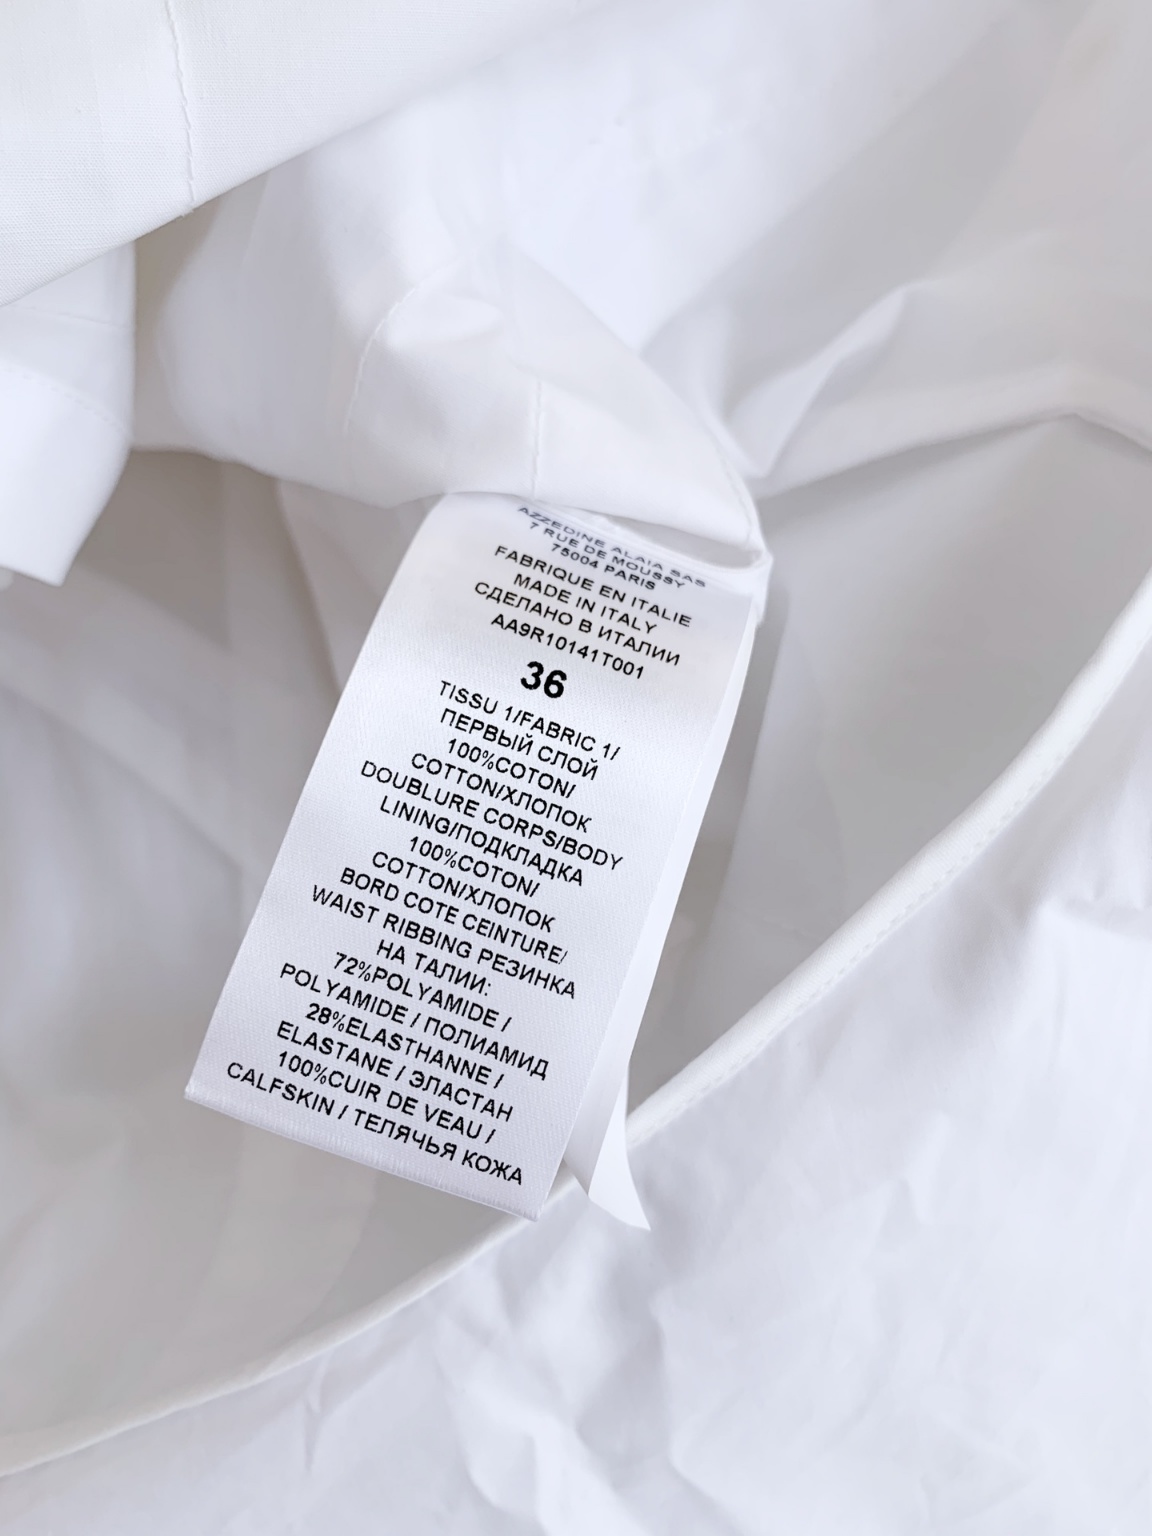 AZZEDINE ALAIA SAS
7 RUE DE MOUSSY
75004 PARIS
FABRIQUE EN ITALIE
MADE IN ITALY
СДЕЛАНО В ИТАЛИИ
AA9R10141T001
36
TISSU 1/FABRIC 1/
ПЕРВЫЙ СЛОЙ
100%COTON/
COTTON/ХЛОПОК
DOUBLURE CORPS/BODY
LINING/ПОДКЛАДКА
100%COTON/
COTTON/ХЛОПОК
BORD COTE CEINTURE/
WAIST RIBBING РЕЗИНКА
НА ТАЛИИ:
72%POLYAMIDE /
POLYAMIDE / ПОЛИАМИД
28%ELASTHANNE /
ELASTANE / ЭЛАСТАН
100%CUIR DE VEAU /
CALFSKIN / ТЕЛЯЧЬЯ КОЖА